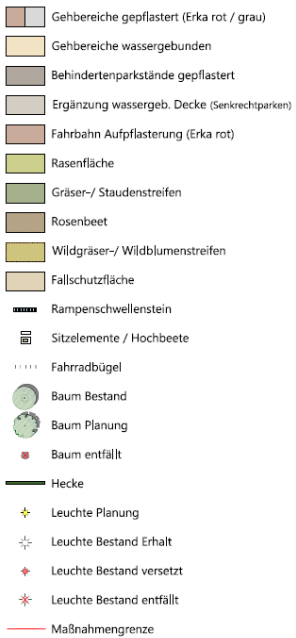 Gehbereiche gepflastert (Erka rot / grau)
Gehbereiche wassergebunden
Behindertenparkstände gepflastert
Ergänzung wassergeb. Decke (Senkrechtparken)
Fahrbahn Aufpflasterung (Erka rot)
Rasenfläche
Gräser-/ Staudenstreifen
Rosenbeet
Wildgräser-/ Wildblumenstreifen
Fallschutzfläche
Rampenschwellenstein
Sitzelemente / Hochbeete
Fahrradbügel
Baum Bestand
Baum Planung
Baum entfällt
Hecke
Leuchte Planung
Leuchte Bestand Erhalt
Leuchte Bestand versetzt
Leuchte Bestand entfällt
Maßnahmengrenze